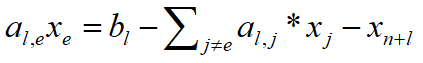 a_{l,e}x_e = b_l − ∑_{j≠e} a_{l,j} * x_j − x_{n+l}